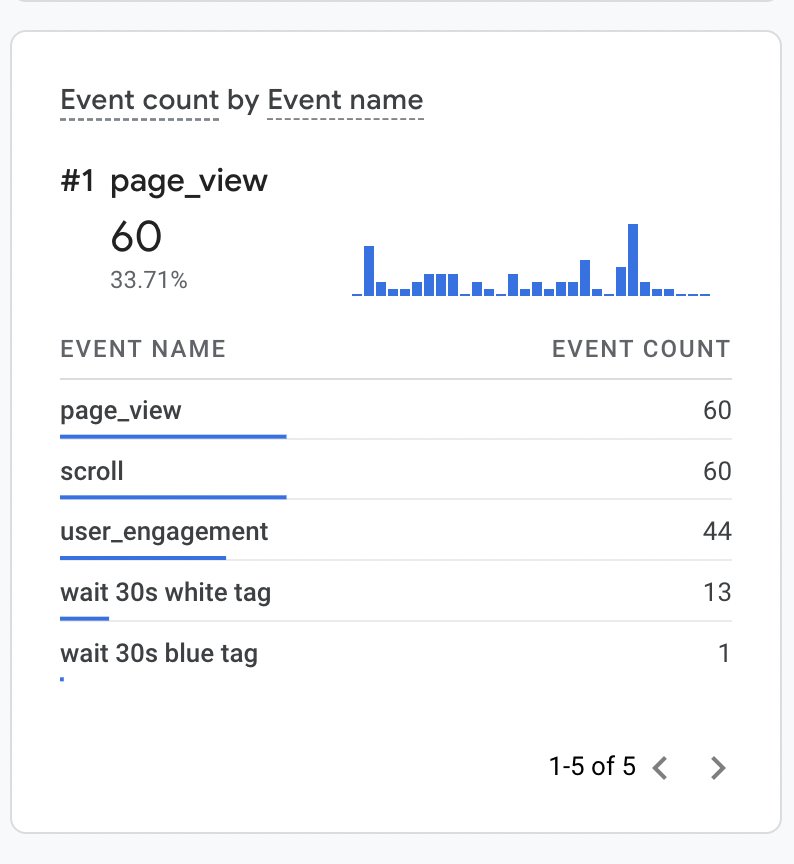 Event count by Event name
#1 page_view
60
33.71%
EVENT NAME EVENT COUNT
page_view 60
scroll 60
user_engagement 44
wait 30s white tag 13
wait 30s blue tag 1
1-5 of 5